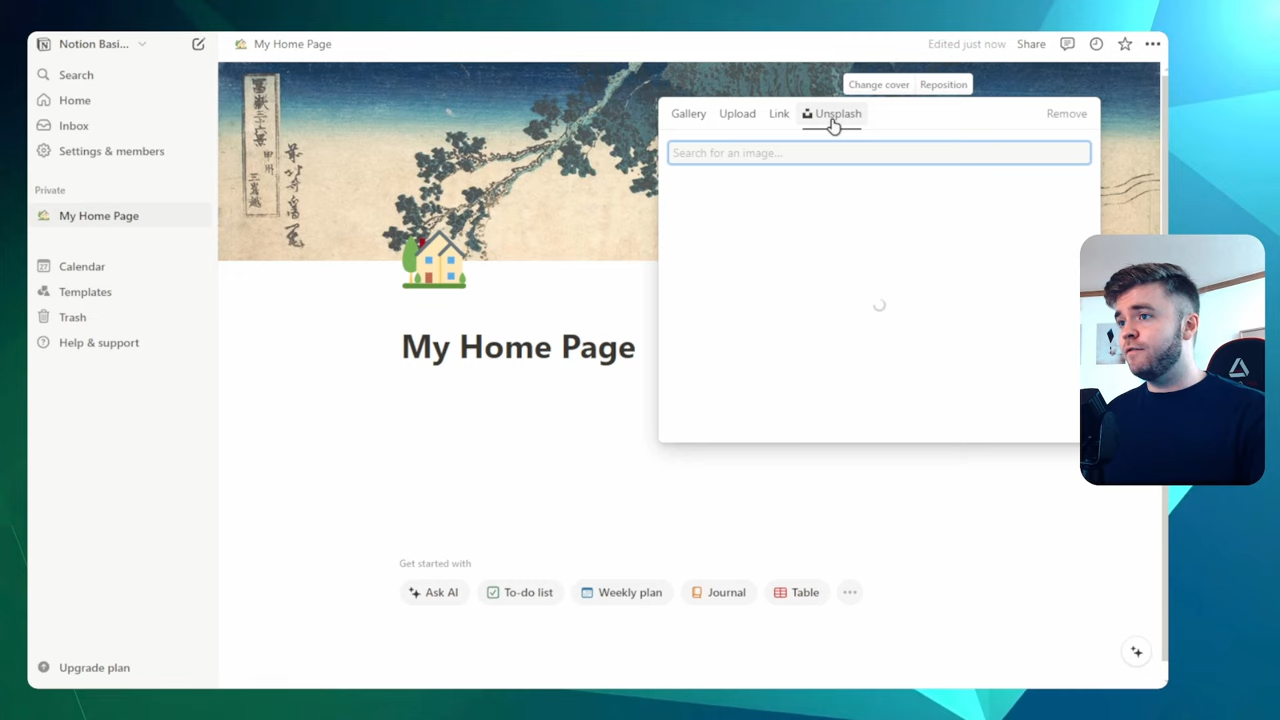 Notion Basi...
My Home Page
Edited just now
Share
Search
Home
Inbox
Settings & members
Private
My Home Page
Calendar
27
Templates
Trash
Help & support
Upgrade plan
Change cover
Reposition
Gallery
Upload
Link
Unsplash
Remove
Search for an image...
My Home Page
Get started with
Ask AI
To-do list
Weekly plan
Journal
Table